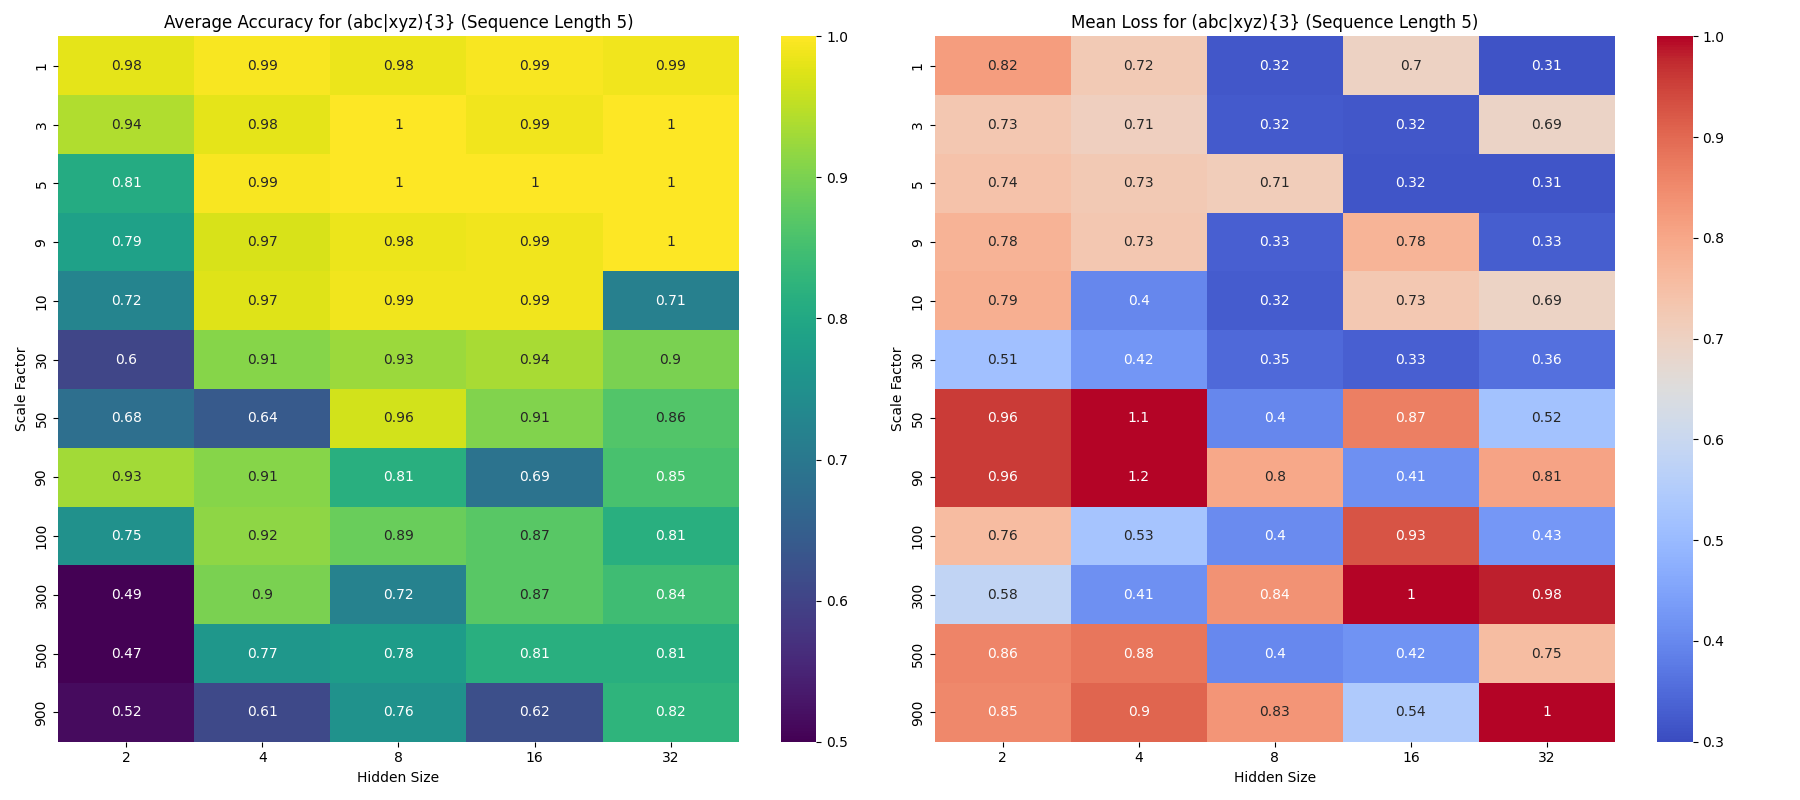 Average Accuracy for (abc|xyz){3} (Sequence Length 5)
Scale Factor
1 0.98 0.99 0.98 0.99 0.99
3 0.94 0.98 1 0.99 1
5 0.81 0.99 1 1 1
9 0.79 0.97 0.98 0.99 1
10 0.72 0.97 0.99 0.99 0.71
30 0.6 0.91 0.93 0.94 0.9
50 0.68 0.64 0.96 0.91 0.86
90 0.93 0.91 0.81 0.69 0.85
100 0.75 0.92 0.89 0.87 0.81
300 0.49 0.9 0.72 0.87 0.84
500 0.47 0.77 0.78 0.81 0.81
900 0.52 0.61 0.76 0.62 0.82
2 4 8 16 32
Hidden Size
1.0
0.9
0.8
0.7
0.6
0.5
Mean Loss for (abc|xyz){3} (Sequence Length 5)
Scale Factor
1 0.82 0.72 0.32 0.7 0.31
3 0.73 0.71 0.32 0.32 0.69
5 0.74 0.73 0.71 0.32 0.31
9 0.78 0.73 0.33 0.78 0.33
10 0.79 0.4 0.32 0.73 0.69
30 0.51 0.42 0.35 0.33 0.36
50 0.96 1.1 0.4 0.87 0.52
90 0.96 1.2 0.8 0.41 0.81
100 0.76 0.53 0.4 0.93 0.43
300 0.58 0.41 0.84 1 0.98
500 0.86 0.88 0.4 0.42 0.75
900 0.85 0.9 0.83 0.54 1
2 4 8 16 32
Hidden Size
1.0
0.9
0.8
0.7
0.6
0.5
0.4
0.3